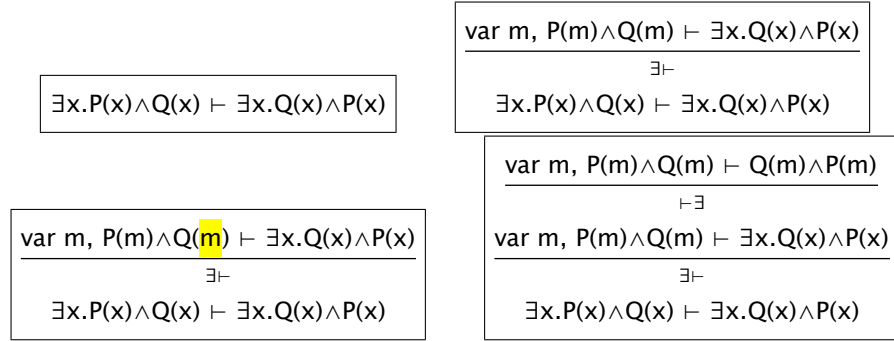 ∃x.P(x)∧Q(x) ⊢ ∃x.Q(x)∧P(x)
var m, P(m)∧Q(m) ⊢ ∃x.Q(x)∧P(x)
∃⊢
∃x.P(x)∧Q(x) ⊢ ∃x.Q(x)∧P(x)
var m, P(m)∧Q(m) ⊢ ∃x.Q(x)∧P(x)
∃⊢
∃x.P(x)∧Q(x) ⊢ ∃x.Q(x)∧P(x)
var m, P(m)∧Q(m) ⊢ Q(m)∧P(m)
⊢∃
var m, P(m)∧Q(m) ⊢ ∃x.Q(x)∧P(x)
∃⊢
∃x.P(x)∧Q(x) ⊢ ∃x.Q(x)∧P(x)